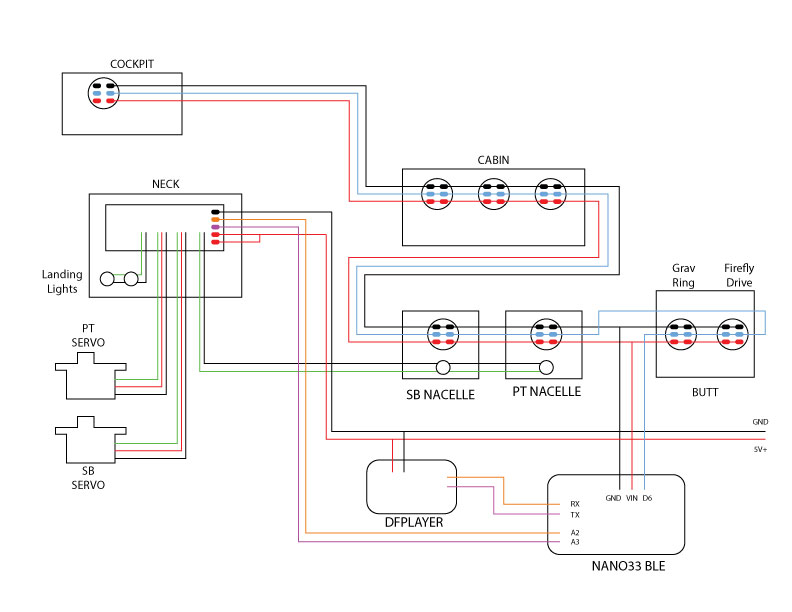 COCKPIT
CABIN
NECK
Landing
Lights
Grav
Ring
Firefly
Drive
PT
SERVO
SB NACELLE
PT NACELLE
BUTT
GND
5V+
SB
SERVO
DFPLAYER
GND VIN D6
RX
TX
A2
A3
NANO33 BLE